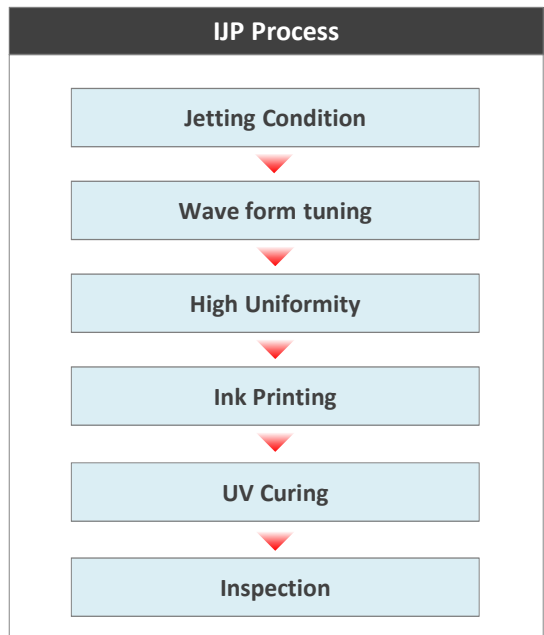 IJP Process
Jetting Condition
Wave form tuning
High Uniformity
Ink Printing
UV Curing
Inspection